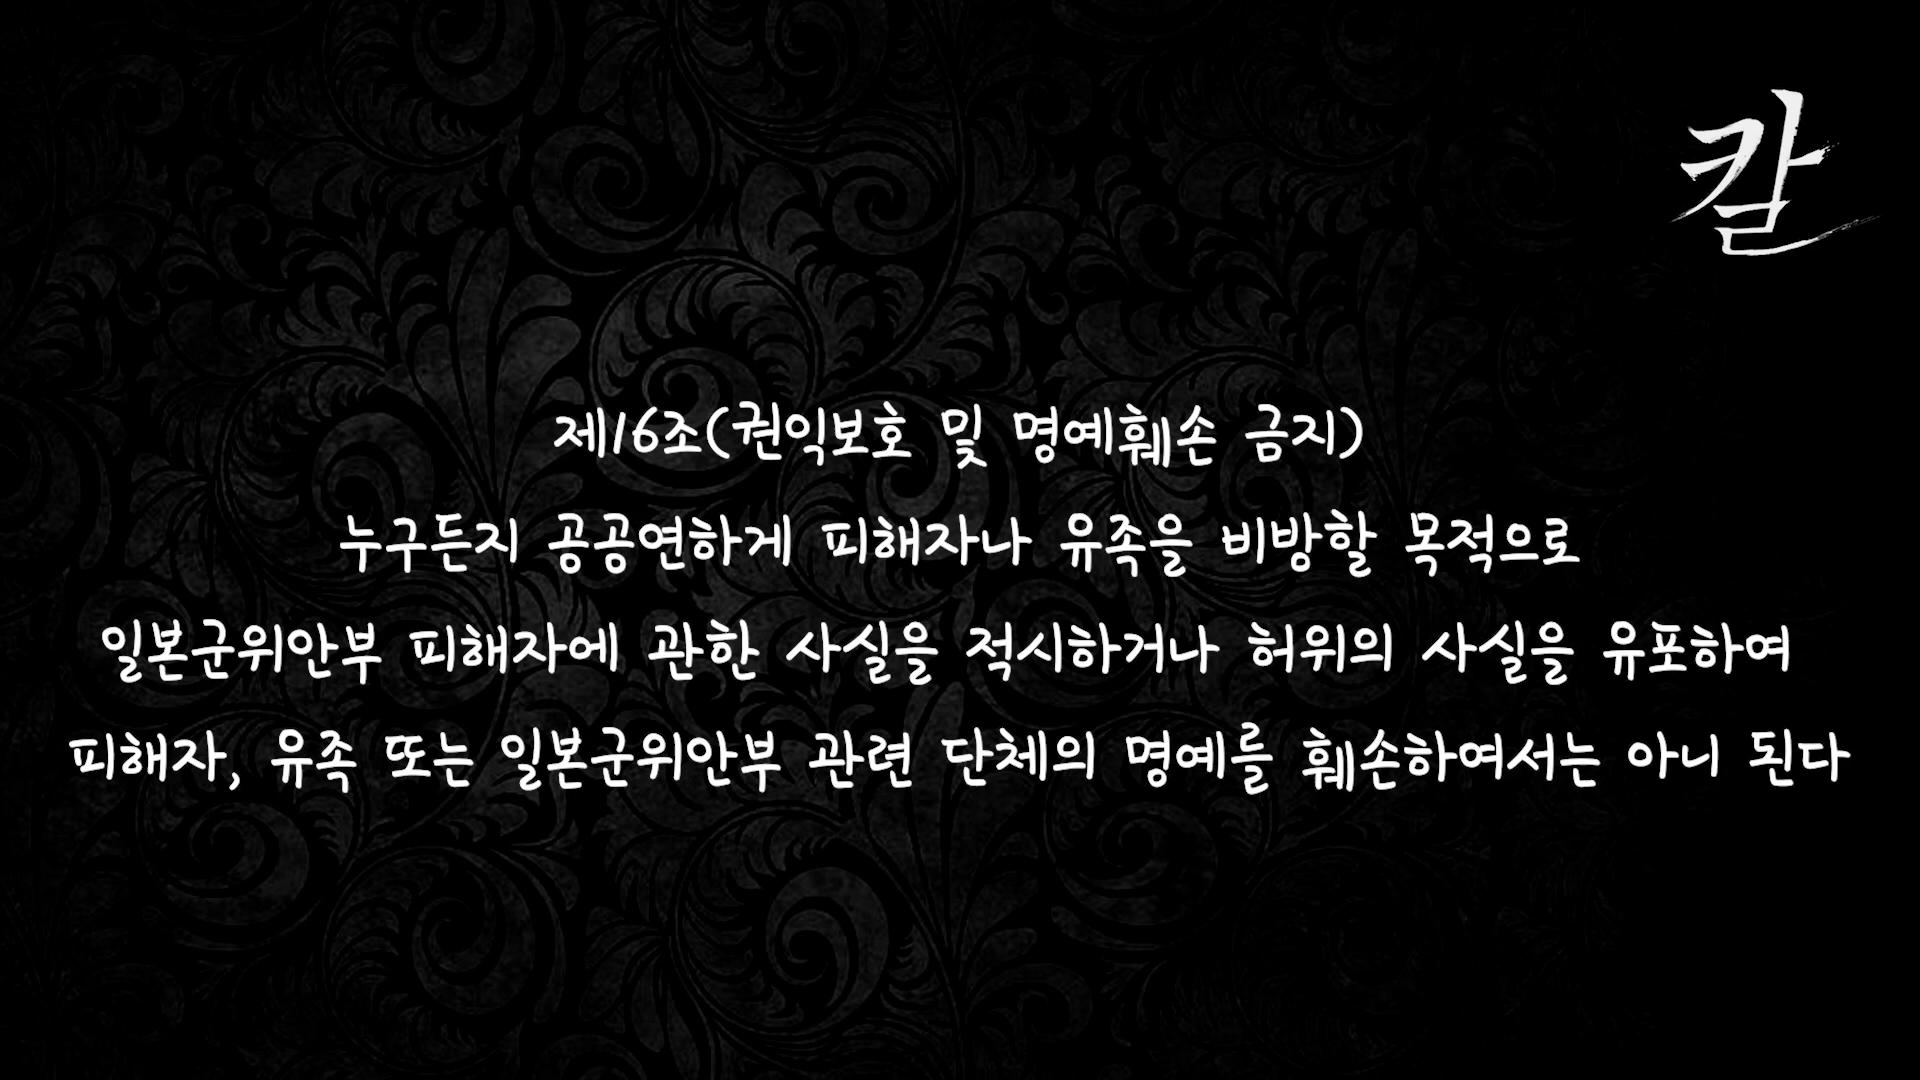 칼
제16조(권익보호 및 명예훼손 금지)
누구든지 공공연하게 피해자나 유족을 비방할 목적으로
일본군위안부 피해자에 관한 사실을 적시하거나 허위의 사실을 유포하여
피해자, 유족 또는 일본군위안부 관련 단체의 명예를 훼손하여서는 아니 된다